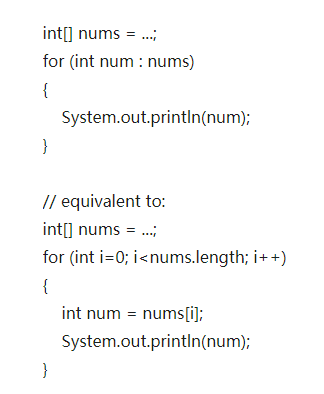 int[] nums = ...;
for (int num : nums)
{
System.out.println(num);
}
// equivalent to:
int[] nums = ...;
for (int i=0; i<nums.length; i++)
{
int num = nums[i];
System.out.println(num);
}